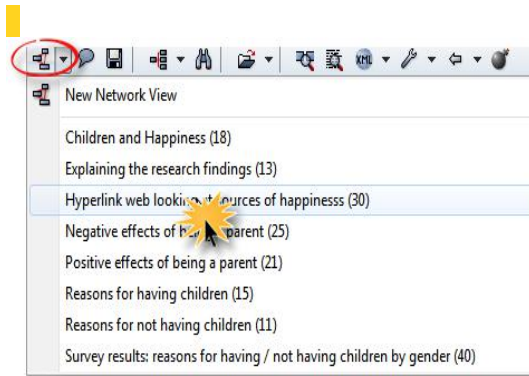 XML
New Network View
Children and Happiness (18)
Explaining the research findings (13)
Hyperlink web looking sources of happinesss (30)
Negative effects of parent (25)
Positive effects of being a parent (21)
Reasons for having children (15)
Reasons for not having children (11)
Survey results: reasons for having / not having children by gender (40)